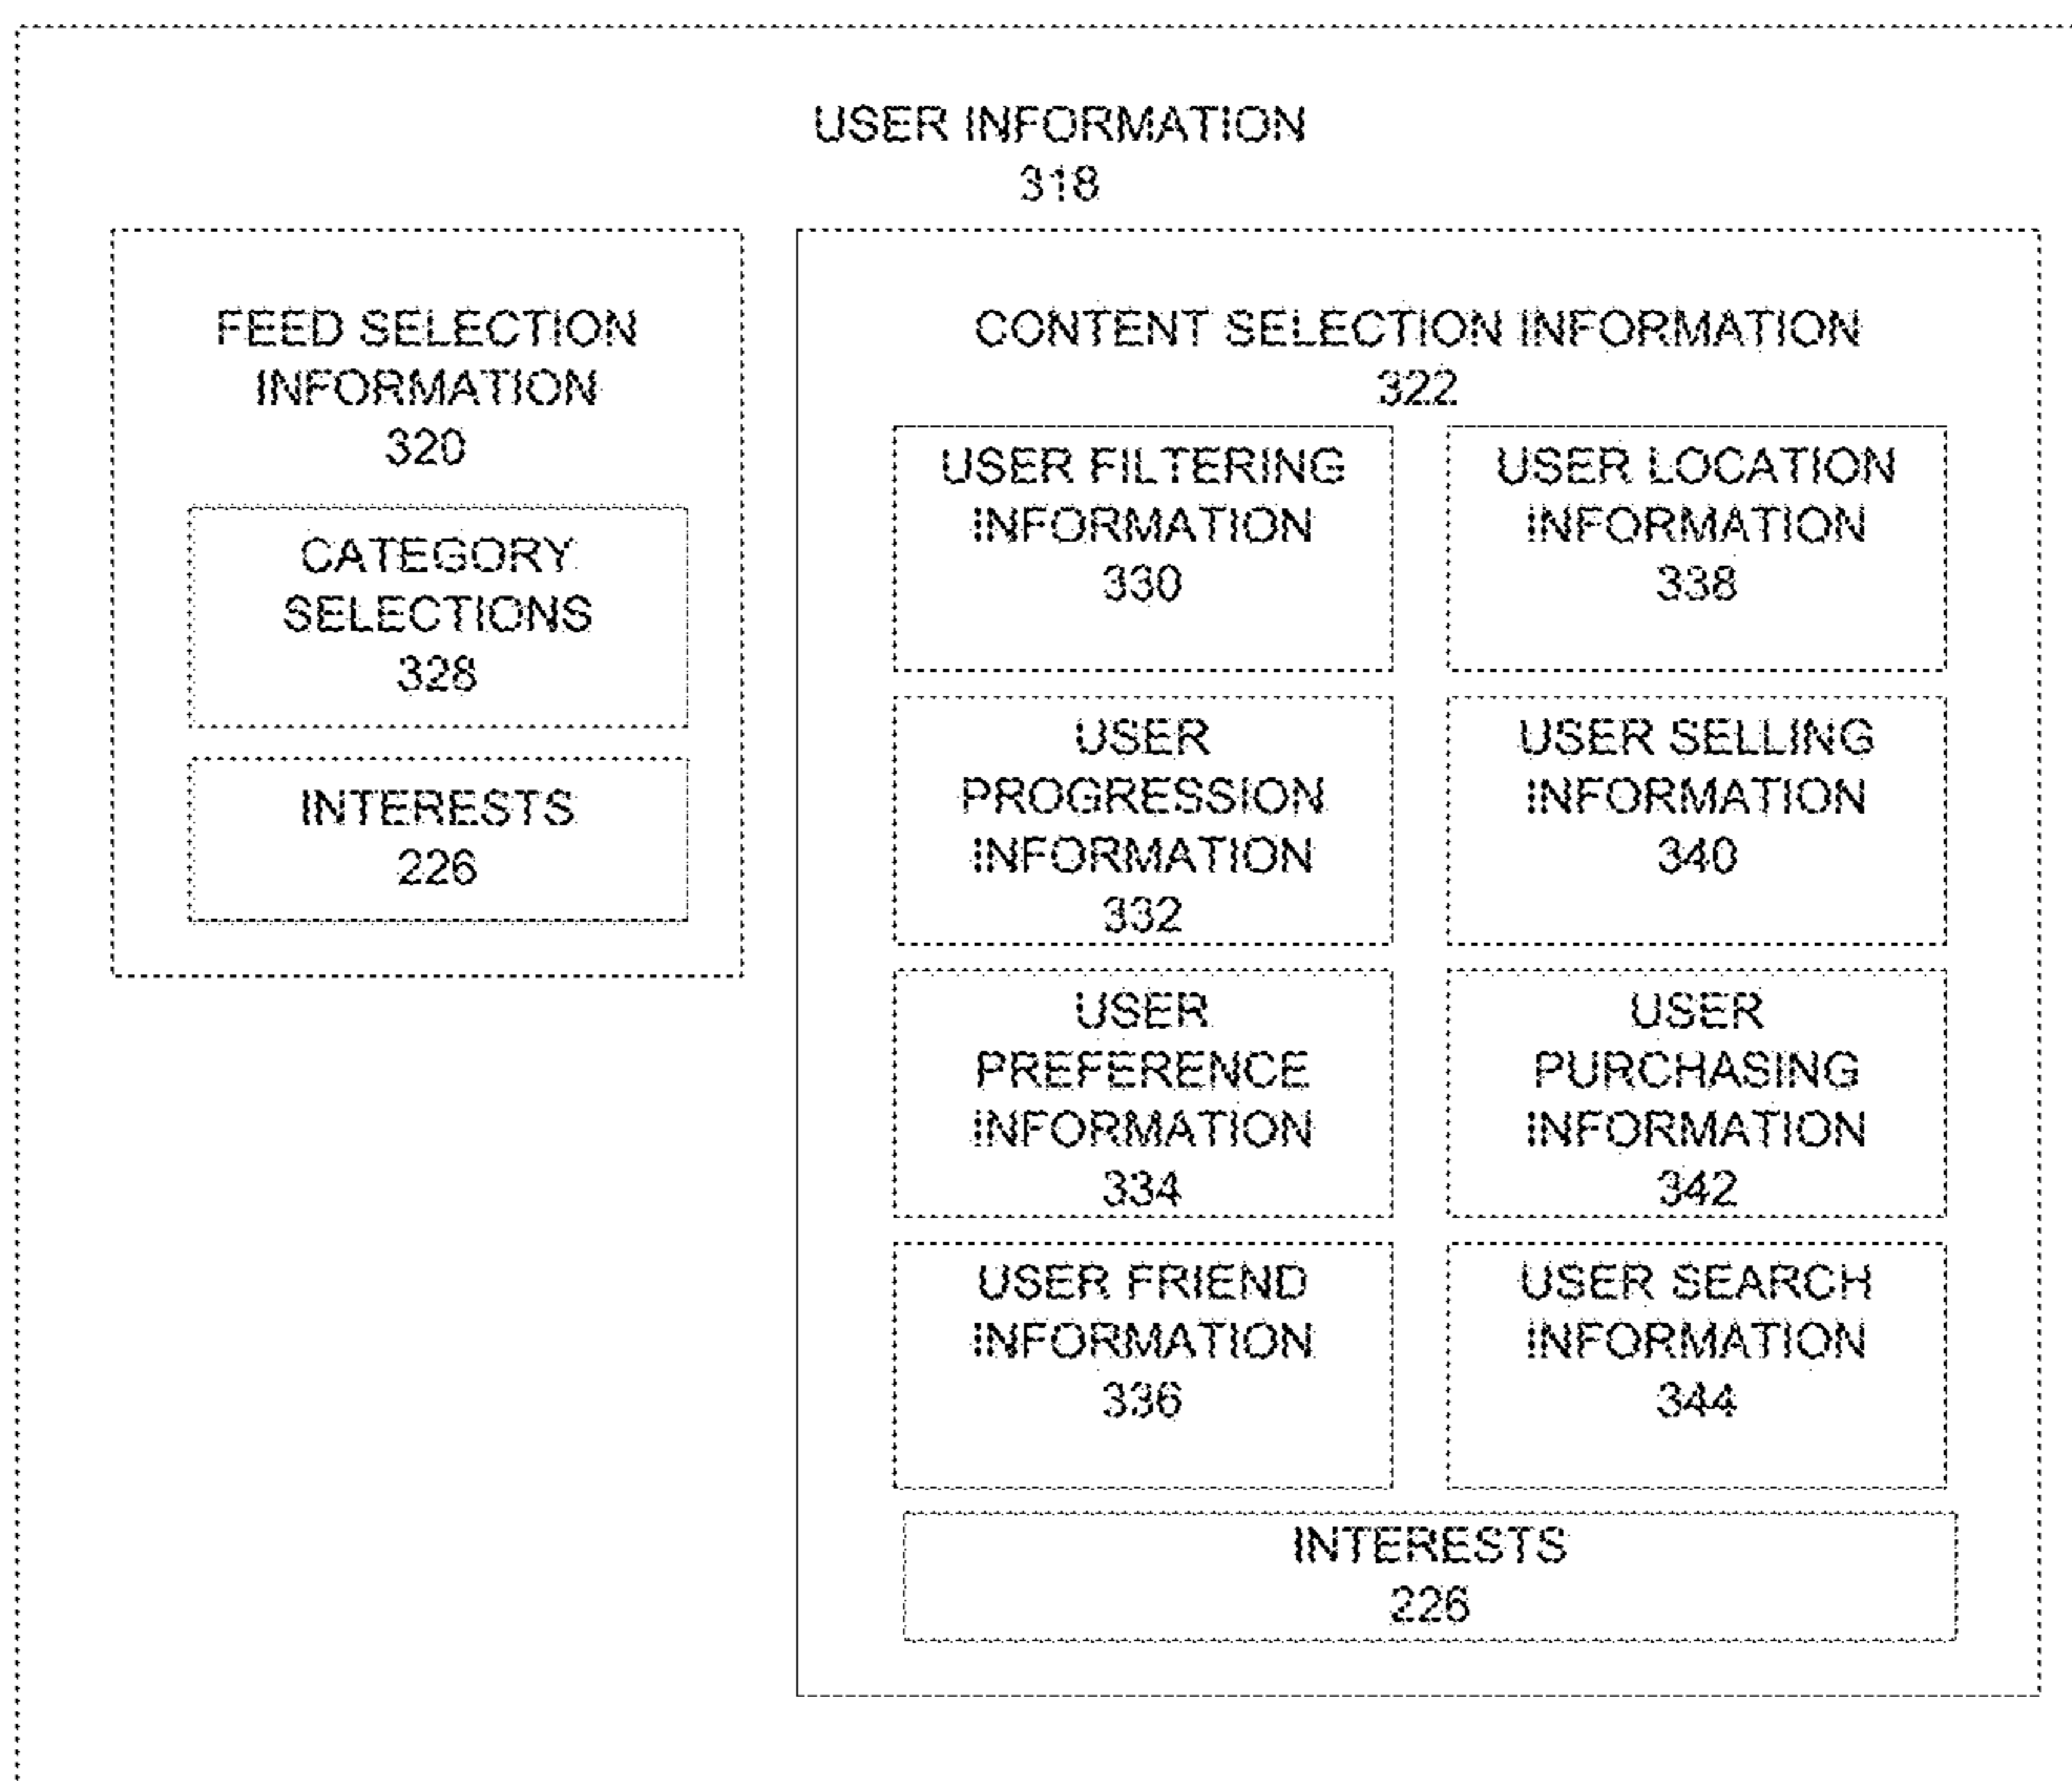 USER INFORMATION
318
FEED SELECTION
INFORMATION
320
CATEGORY
SELECTIONS
328
INTERESTS
226
CONTENT SELECTION INFORMATION
322
USER FILTERING
INFORMATION
330
USER LOCATION
INFORMATION
338
USER
PROGRESSION
INFORMATION
332
USER SELLING
INFORMATION
340
USER
PREFERENCE
INFORMATION
334
USER
PURCHASING
INFORMATION
342
USER FRIEND
INFORMATION
336
USER SEARCH
INFORMATION
344
INTERESTS
226